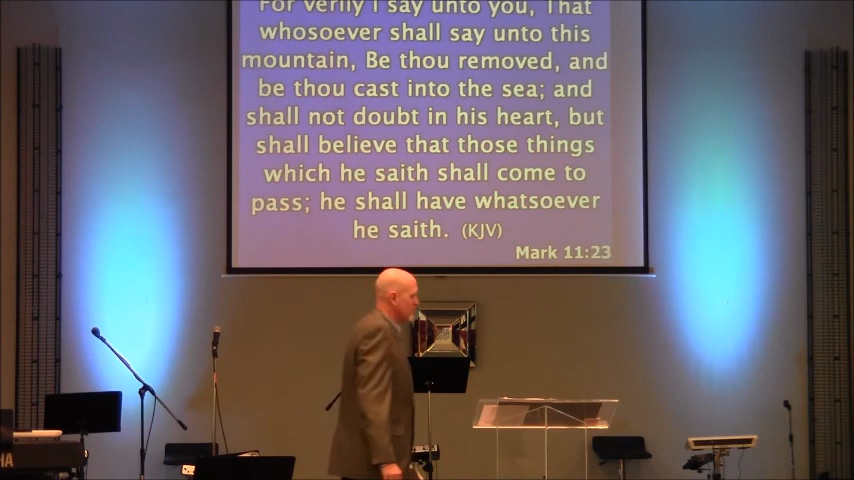 For verily I say unto you, That
whosoever shall say unto this
mountain, Be thou removed, and
be thou cast into the sea; and
shall not doubt in his heart, but
shall believe that those things
which he saith shall come to
pass; he shall have whatsoever
he saith. (KJV)
Mark 11:23
HA